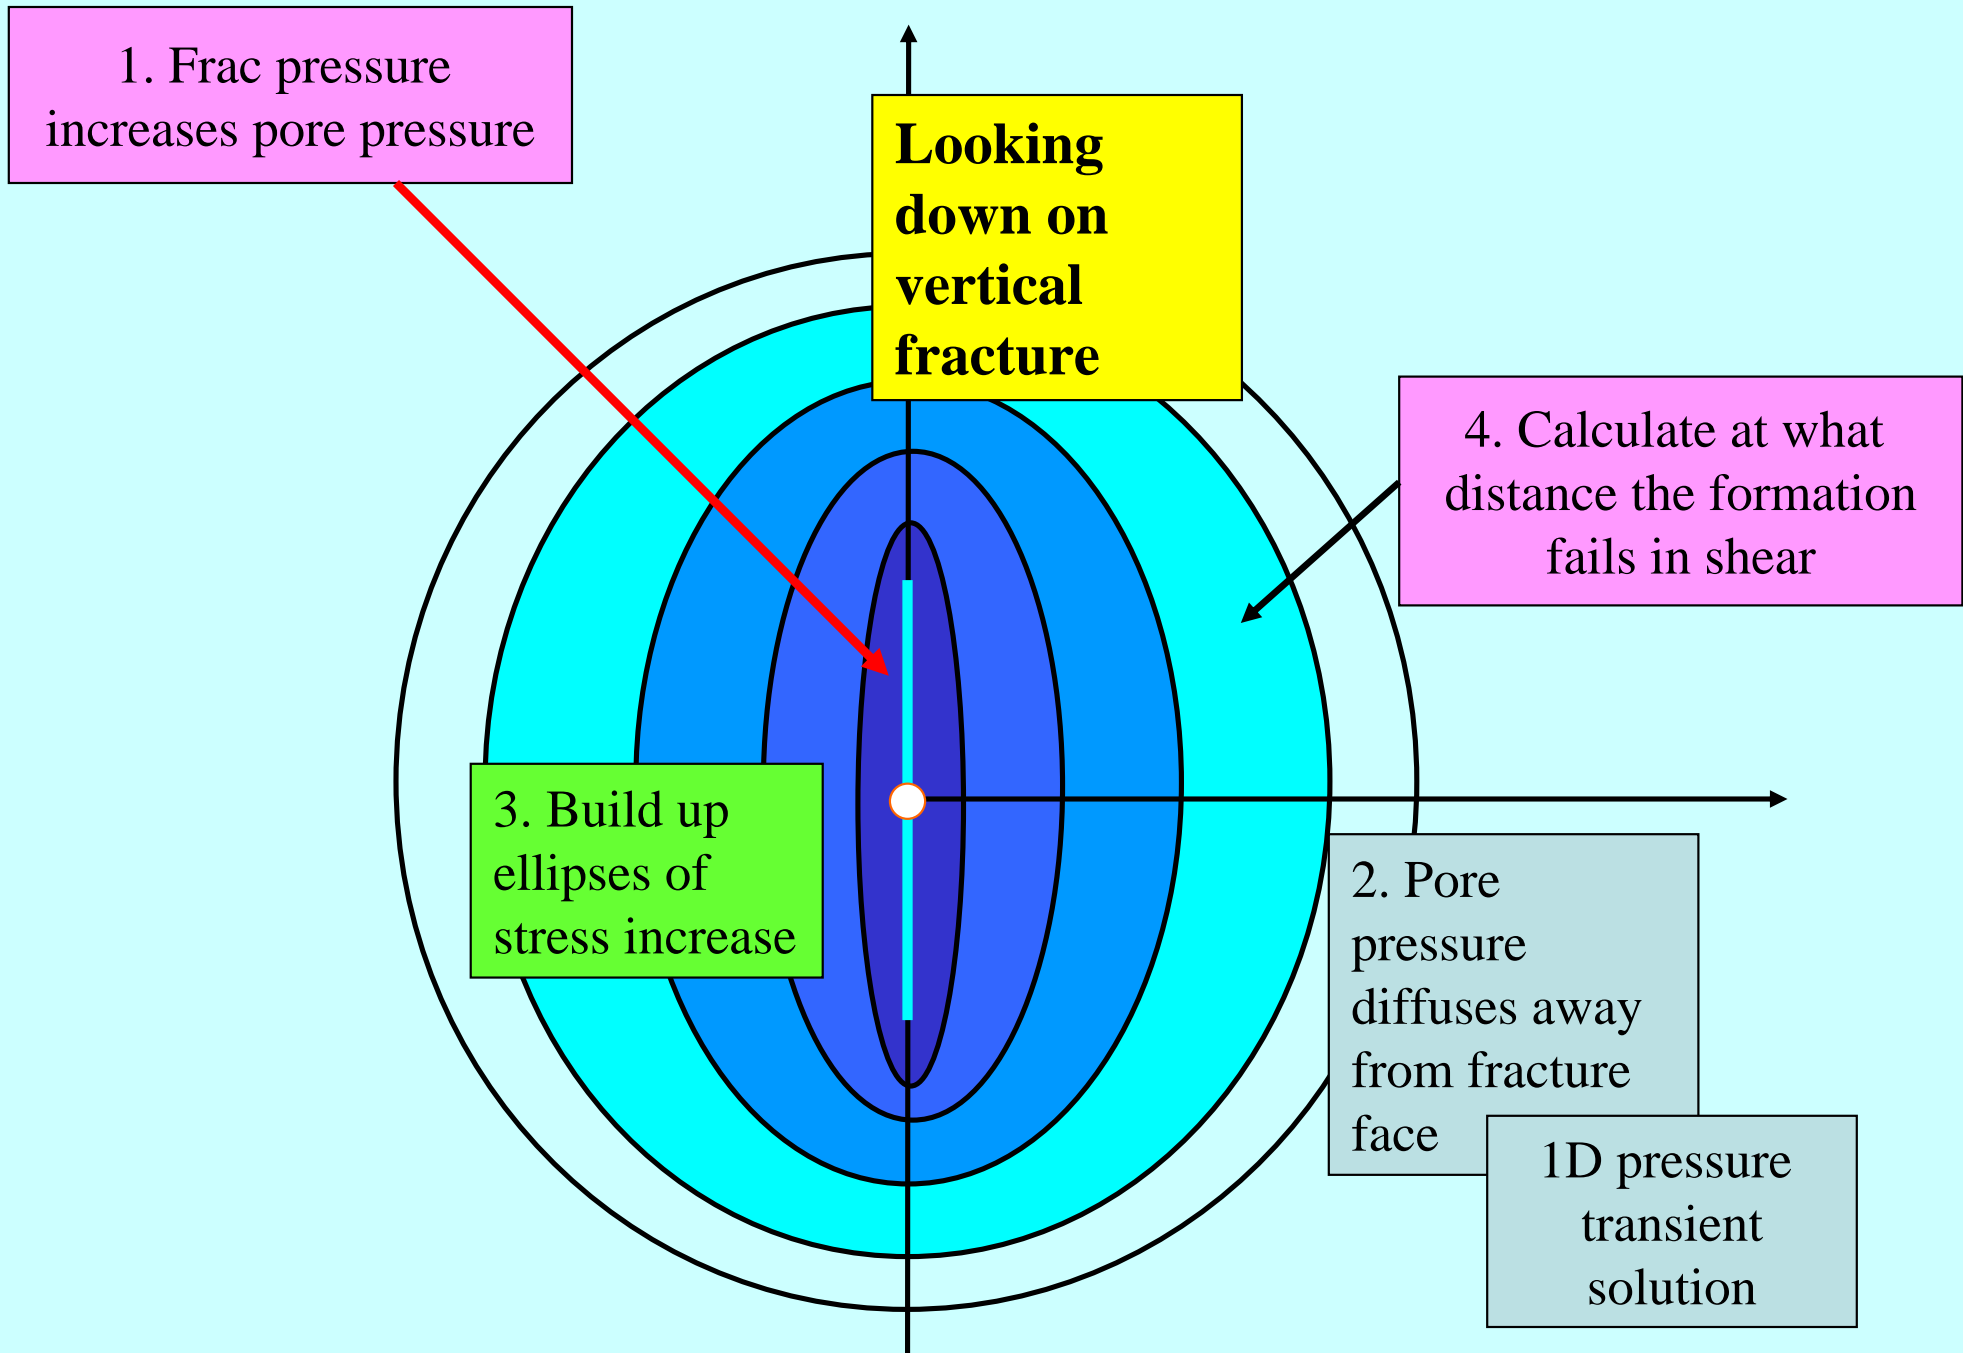 1. Frac pressure
increases pore pressure
Looking
down on
vertical
fracture
4. Calculate at what
distance the formation
fails in shear
3. Build up
ellipses of
stress increase
2. Pore
pressure
diffuses away
from fracture
face
1D pressure
transient
solution